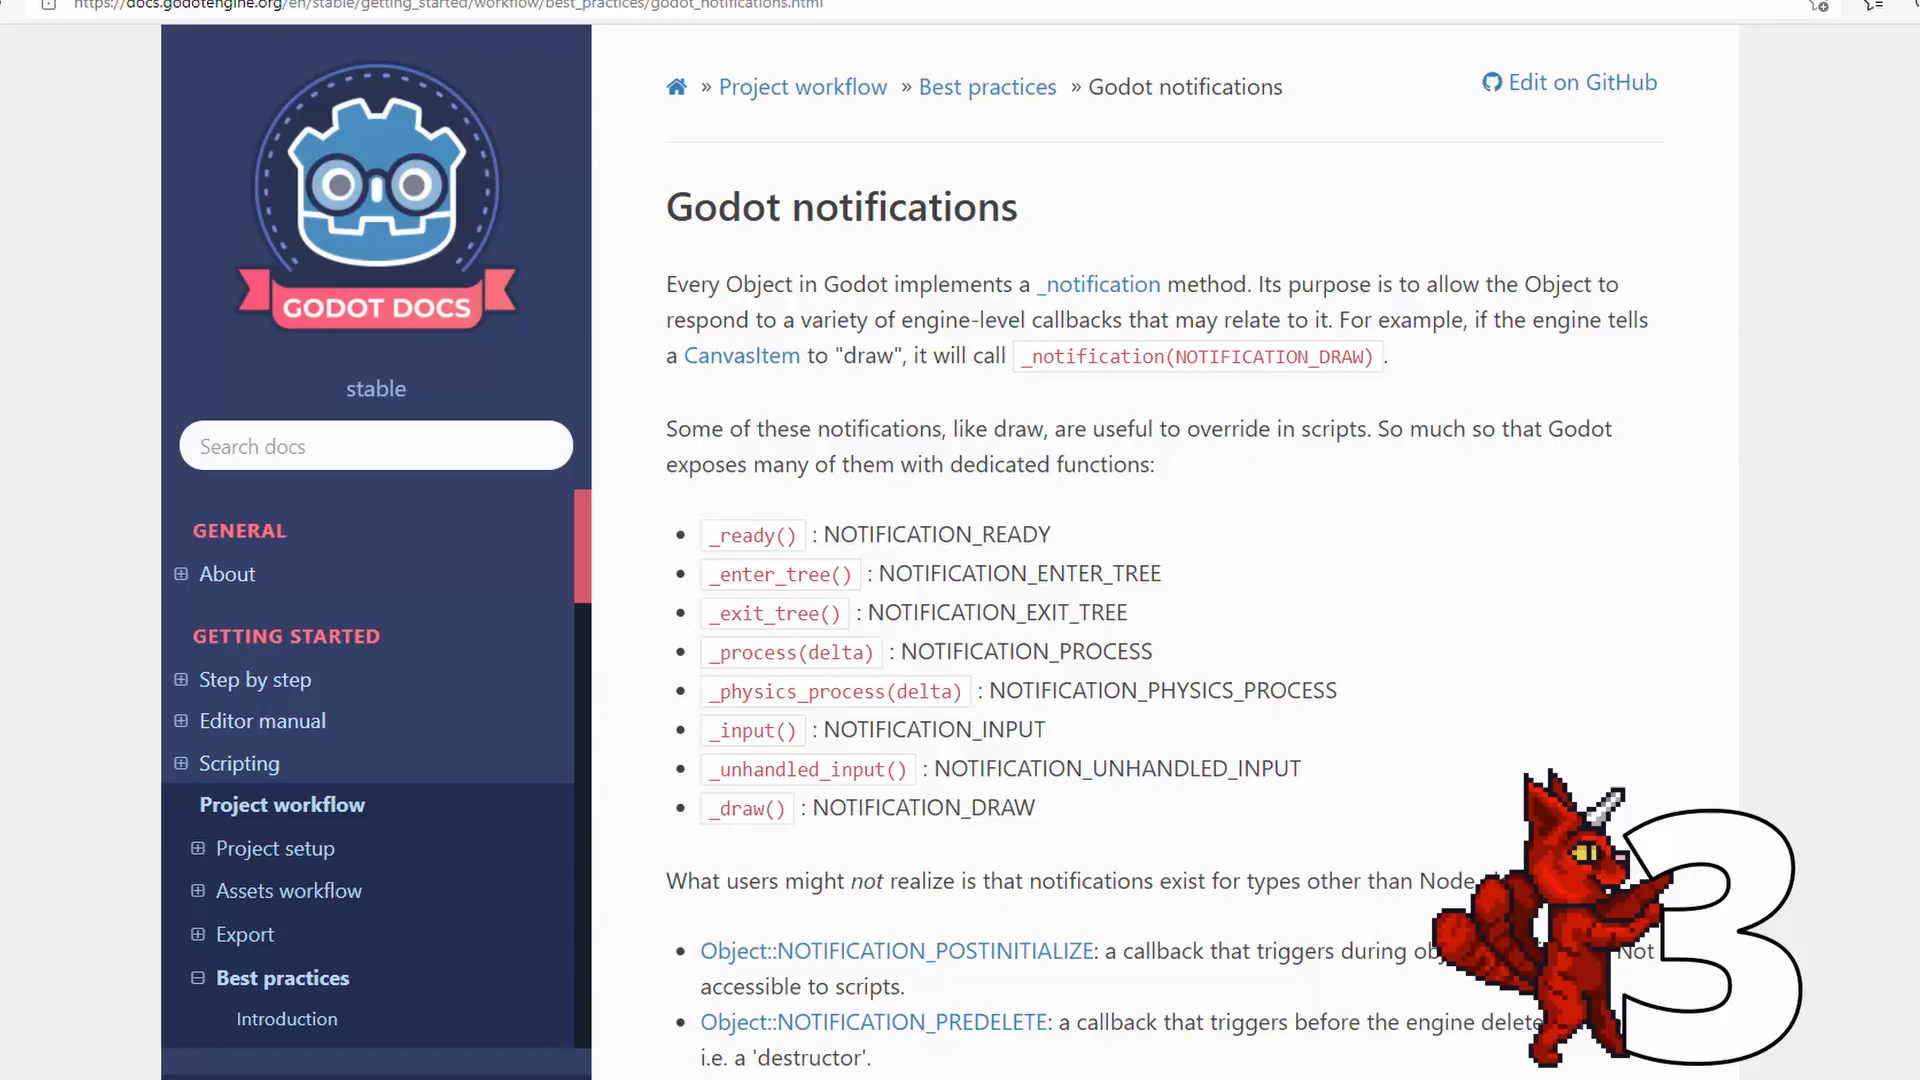 https://docs.godotengine.org/en/stable/getting_started/workflow/best_practices/godot_notifications.html
GODOT DOCS
stable
Search docs
GENERAL
About
GETTING STARTED
Step by step
Editor manual
Scripting
Project workflow
Project setup
Assets workflow
Export
Best practices
Introduction
» Project workflow » Best practices » Godot notifications
Edit on GitHub
Godot notifications
Every Object in Godot implements a _notification method. Its purpose is to allow the Object to
respond to a variety of engine-level callbacks that may relate to it. For example, if the engine tells
a CanvasItem to "draw", it will call _notification(NOTIFICATION_DRAW) .
Some of these notifications, like draw, are useful to override in scripts. So much so that Godot
exposes many of them with dedicated functions:
• _ready() : NOTIFICATION_READY
• _enter_tree() : NOTIFICATION_ENTER_TREE
• _exit_tree() : NOTIFICATION_EXIT_TREE
• _process(delta) : NOTIFICATION_PROCESS
• _physics_process(delta) : NOTIFICATION_PHYSICS_PROCESS
• _input() : NOTIFICATION_INPUT
• _unhandled_input() : NOTIFICATION_UNHANDLED_INPUT
• _draw() : NOTIFICATION_DRAW
What users might not realize is that notifications exist for types other than Node
• Object::NOTIFICATION_POSTINITIALIZE: a callback that triggers during Not
accessible to scripts.
• Object::NOTIFICATION_PREDELETE: a callback that triggers before the engine
i.e. a 'destructor'.
3